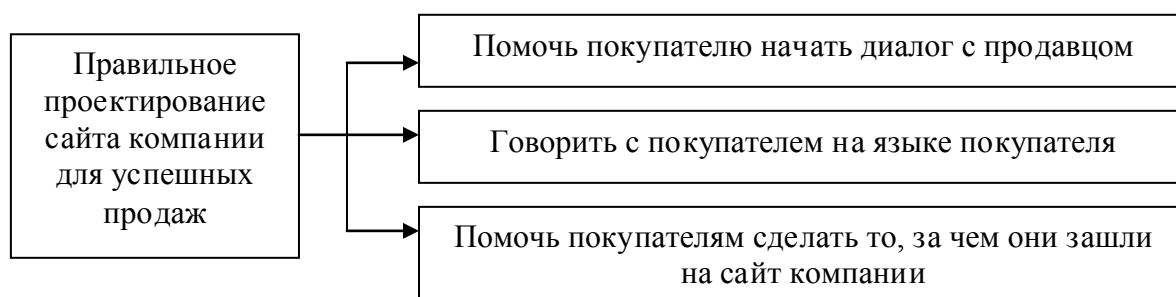 Правильное
проектирование
сайта компании
для успешных
продаж
Помочь покупателю начать диалог с продавцом
Говорить с покупателем на языке покупателя
Помочь покупателям сделать то, за чем они зашли
на сайт компании